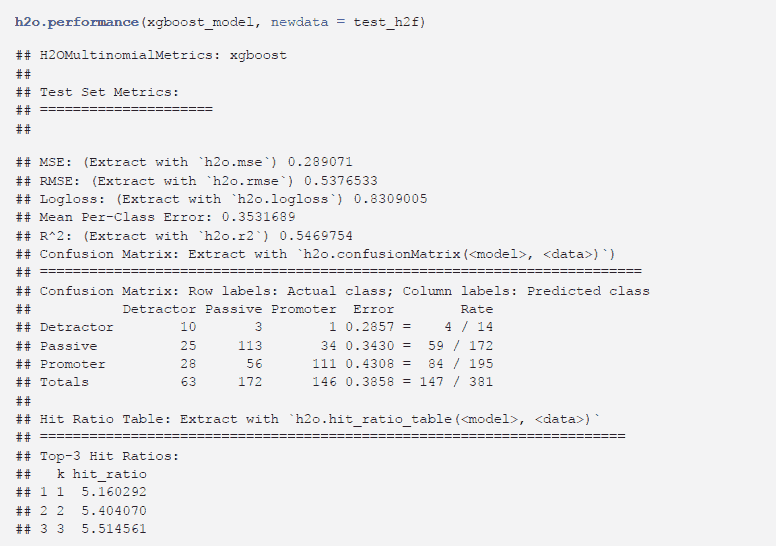 h2o.performance(xgboost_model, newdata = test_h2f)
## H2OMultinomialMetrics: xgboost
##
## Test Set Metrics:
## =====================
##
## MSE: (Extract with `h2o.mse`) 0.289071
## RMSE: (Extract with `h2o.rmse`) 0.5376533
## Logloss: (Extract with `h2o.logloss`) 0.8309005
## Mean Per-Class Error: 0.3531689
## R^2: (Extract with `h2o.r2`) 0.5469754
## Confusion Matrix: Extract with `h2o.confusionMatrix(<model>, <data>)`)
## =========================================================================
## Confusion Matrix: Row labels: Actual class; Column labels: Predicted class
##           Detractor Passive Promoter  Error        Rate
## Detractor        10       3        1 0.2857 =    4 / 14
## Passive          25     113       34 0.3430 =  59 / 172
## Promoter         28      56      111 0.4308 =  84 / 195
## Totals           63     172      146 0.3858 = 147 / 381
##
## Hit Ratio Table: Extract with `h2o.hit_ratio_table(<model>, <data>)`
## =======================================================================
## Top-3 Hit Ratios:
##   k hit_ratio
## 1 1  5.160292
## 2 2  5.404070
## 3 3  5.514561